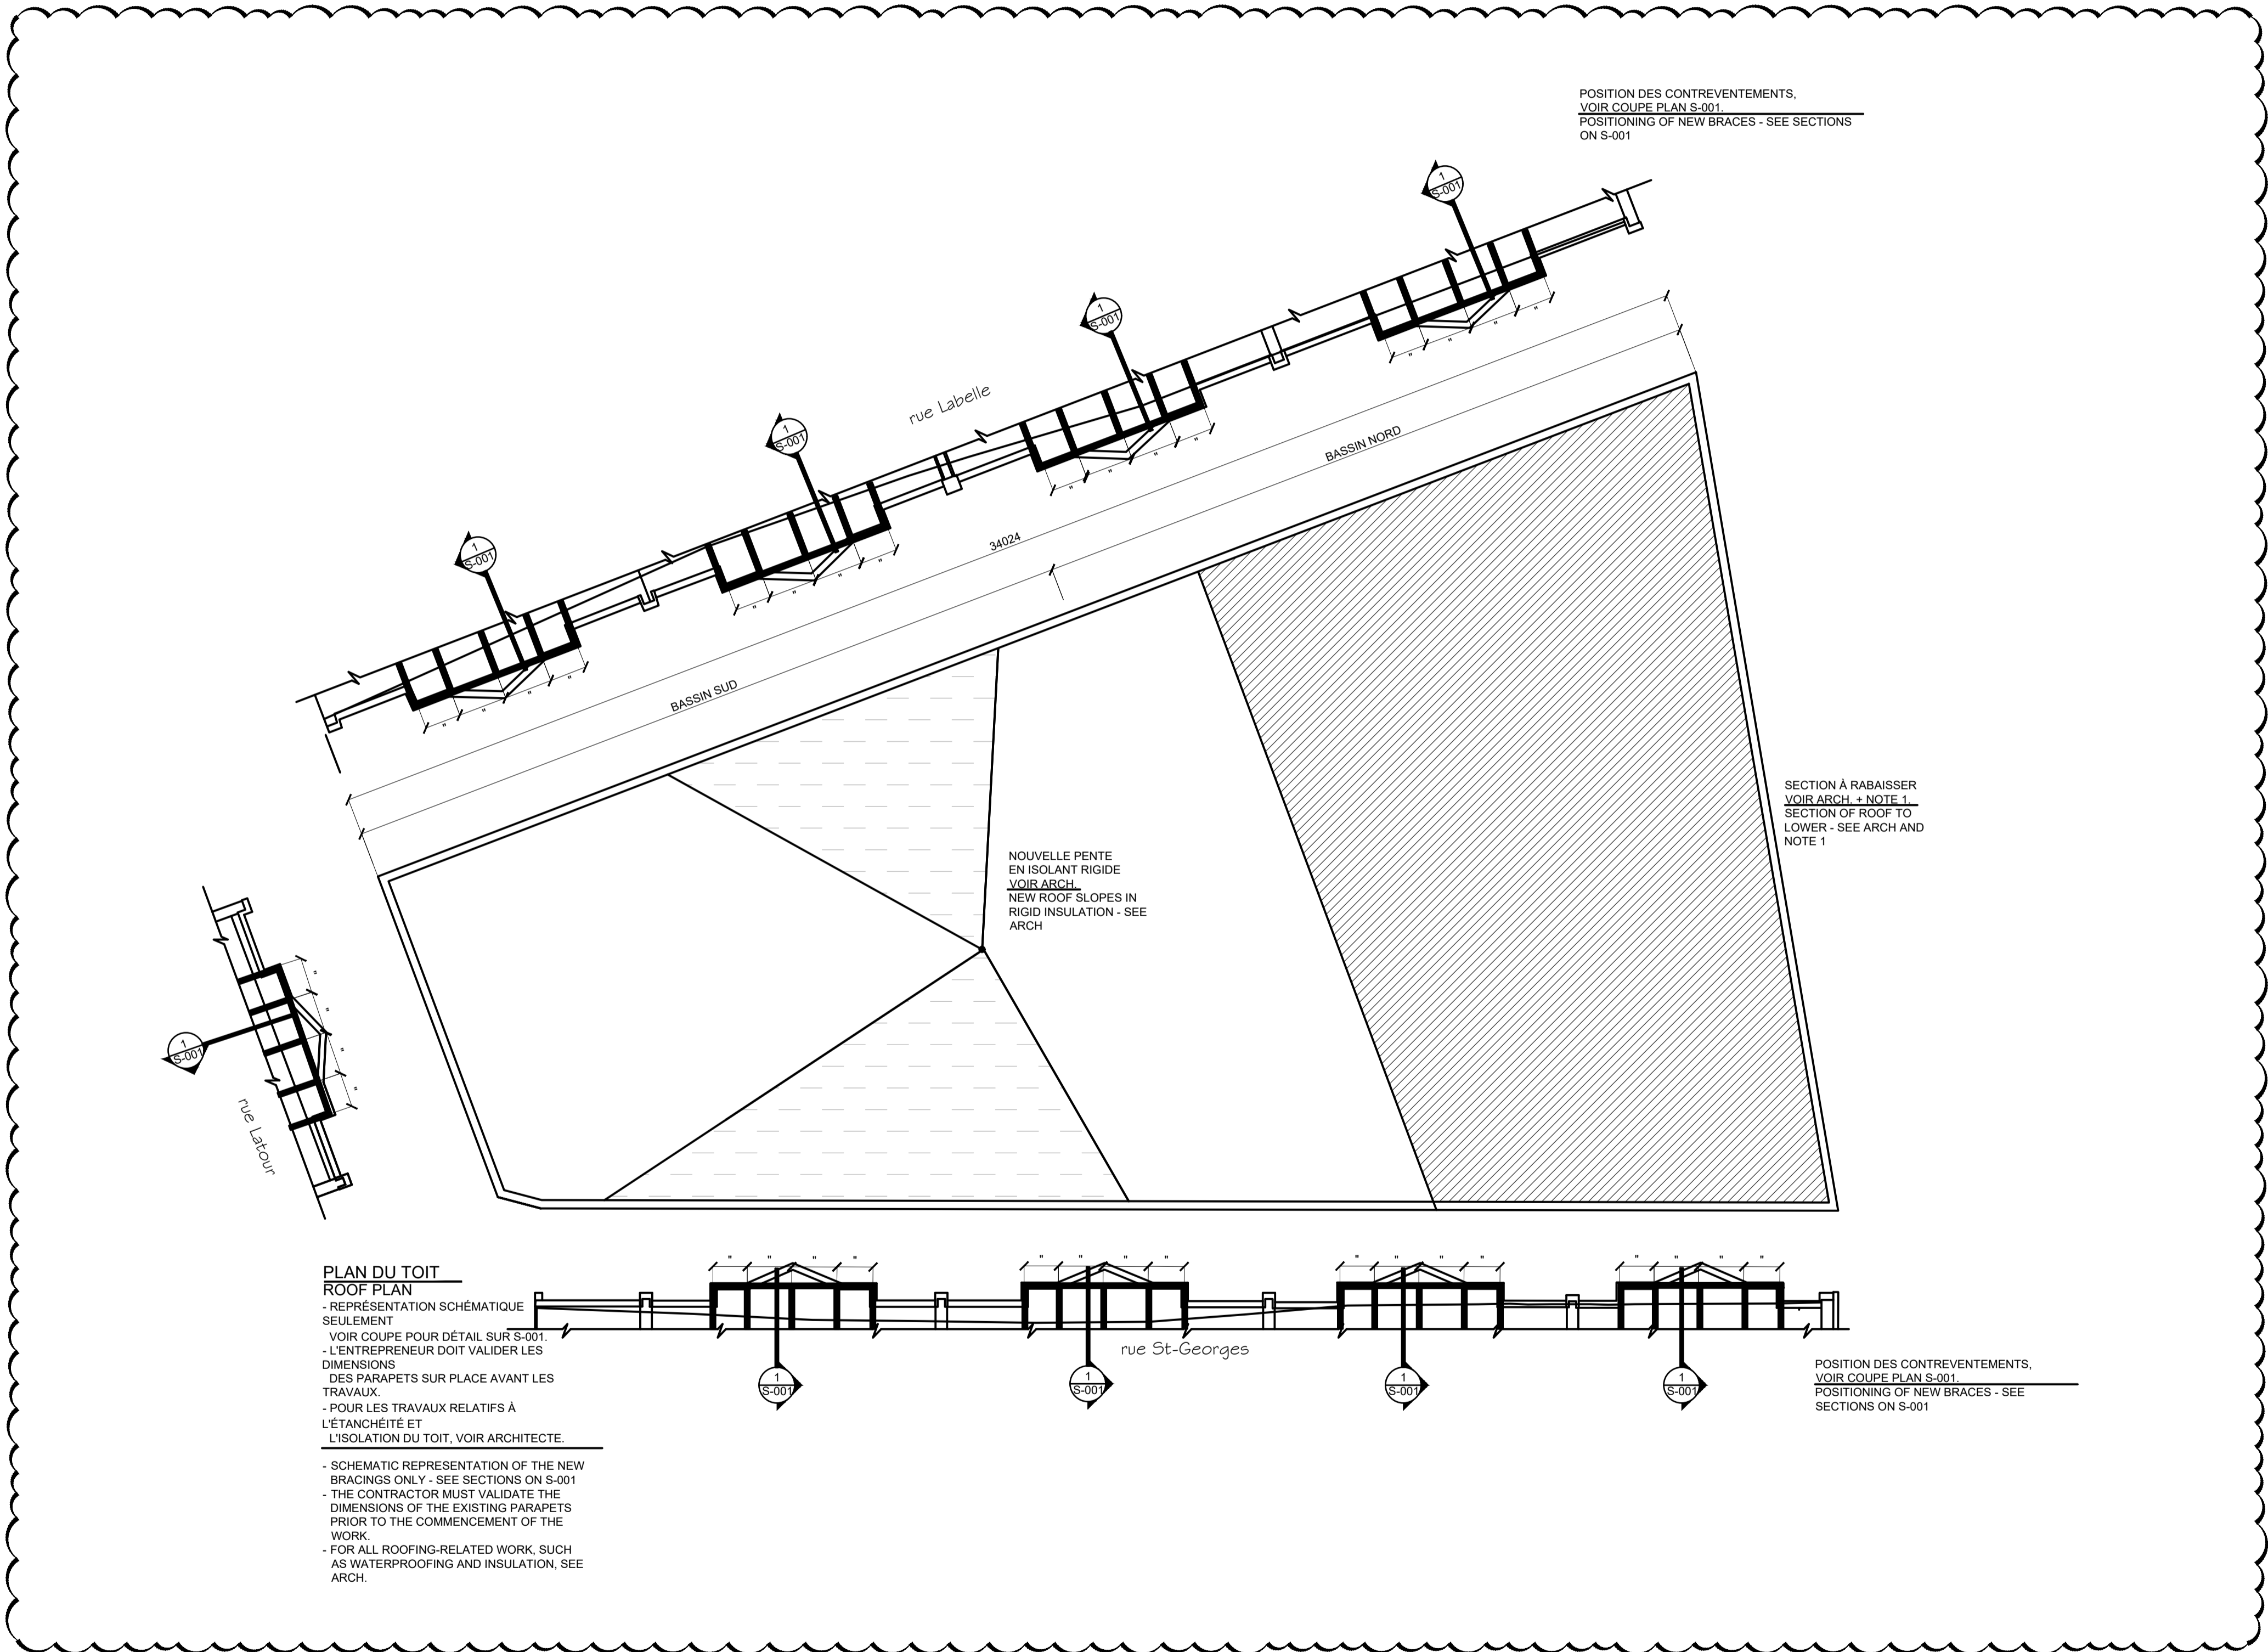 POSITION DES CONTREVENTEMENTS,
VOIR COUPE PLAN S-001.
POSITIONING OF NEW BRACES - SEE SECTIONS
ON S-001
1
S-001
1
S-001
1
S-001
1
S-001
rue Labelle
BASSIN NORD
34024
BASSIN SUD
SECTION À RABAISSER
VOIR ARCH. + NOTE 1.
SECTION OF ROOF TO
LOWER - SEE ARCH AND
NOTE 1
NOUVELLE PENTE
EN ISOLANT RIGIDE
VOIR ARCH.
NEW ROOF SLOPES IN
RIGID INSULATION - SEE
ARCH
1
S-001
rue Latour
PLAN DU TOIT
ROOF PLAN
- REPRÉSENTATION SCHÉMATIQUE
SEULEMENT
VOIR COUPE POUR DÉTAIL SUR S-001.
- L'ENTREPRENEUR DOIT VALIDER LES
DIMENSIONS
DES PARAPETS SUR PLACE AVANT LES
TRAVAUX.
- POUR LES TRAVAUX RELATIFS À
L'ÉTANCHÉITÉ ET
L'ISOLATION DU TOIT, VOIR ARCHITECTE.
- SCHEMATIC REPRESENTATION OF THE NEW
BRACINGS ONLY - SEE SECTIONS ON S-001
- THE CONTRACTOR MUST VALIDATE THE
DIMENSIONS OF THE EXISTING PARAPETS
PRIOR TO THE COMMENCEMENT OF THE
WORK.
- FOR ALL ROOFING-RELATED WORK, SUCH
AS WATERPROOFING AND INSULATION, SEE
ARCH.
" " " " " " " " " " " " " " " "
rue St-Georges
1
S-001
1
S-001
1
S-001
1
S-001
POSITION DES CONTREVENTEMENTS,
VOIR COUPE PLAN S-001.
POSITIONING OF NEW BRACES - SEE
SECTIONS ON S-001